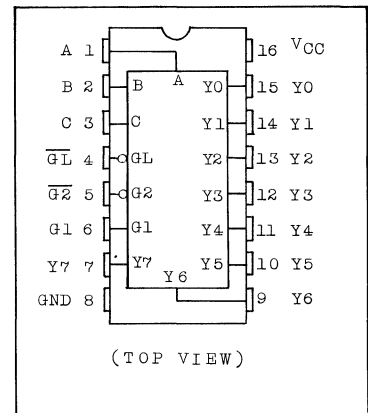 A 1 A 16 VCC
B 2 B Y0 15 Y0
C 3 C Y1 14 Y1
GL 4 GL Y2 13 Y2
G2 5 G2 Y3 12 Y3
G1 6 G1 Y4 11 Y4
Y7 7 Y7 Y5 10 Y5
GND 8 Y6 9 Y6
(TOP VIEW)